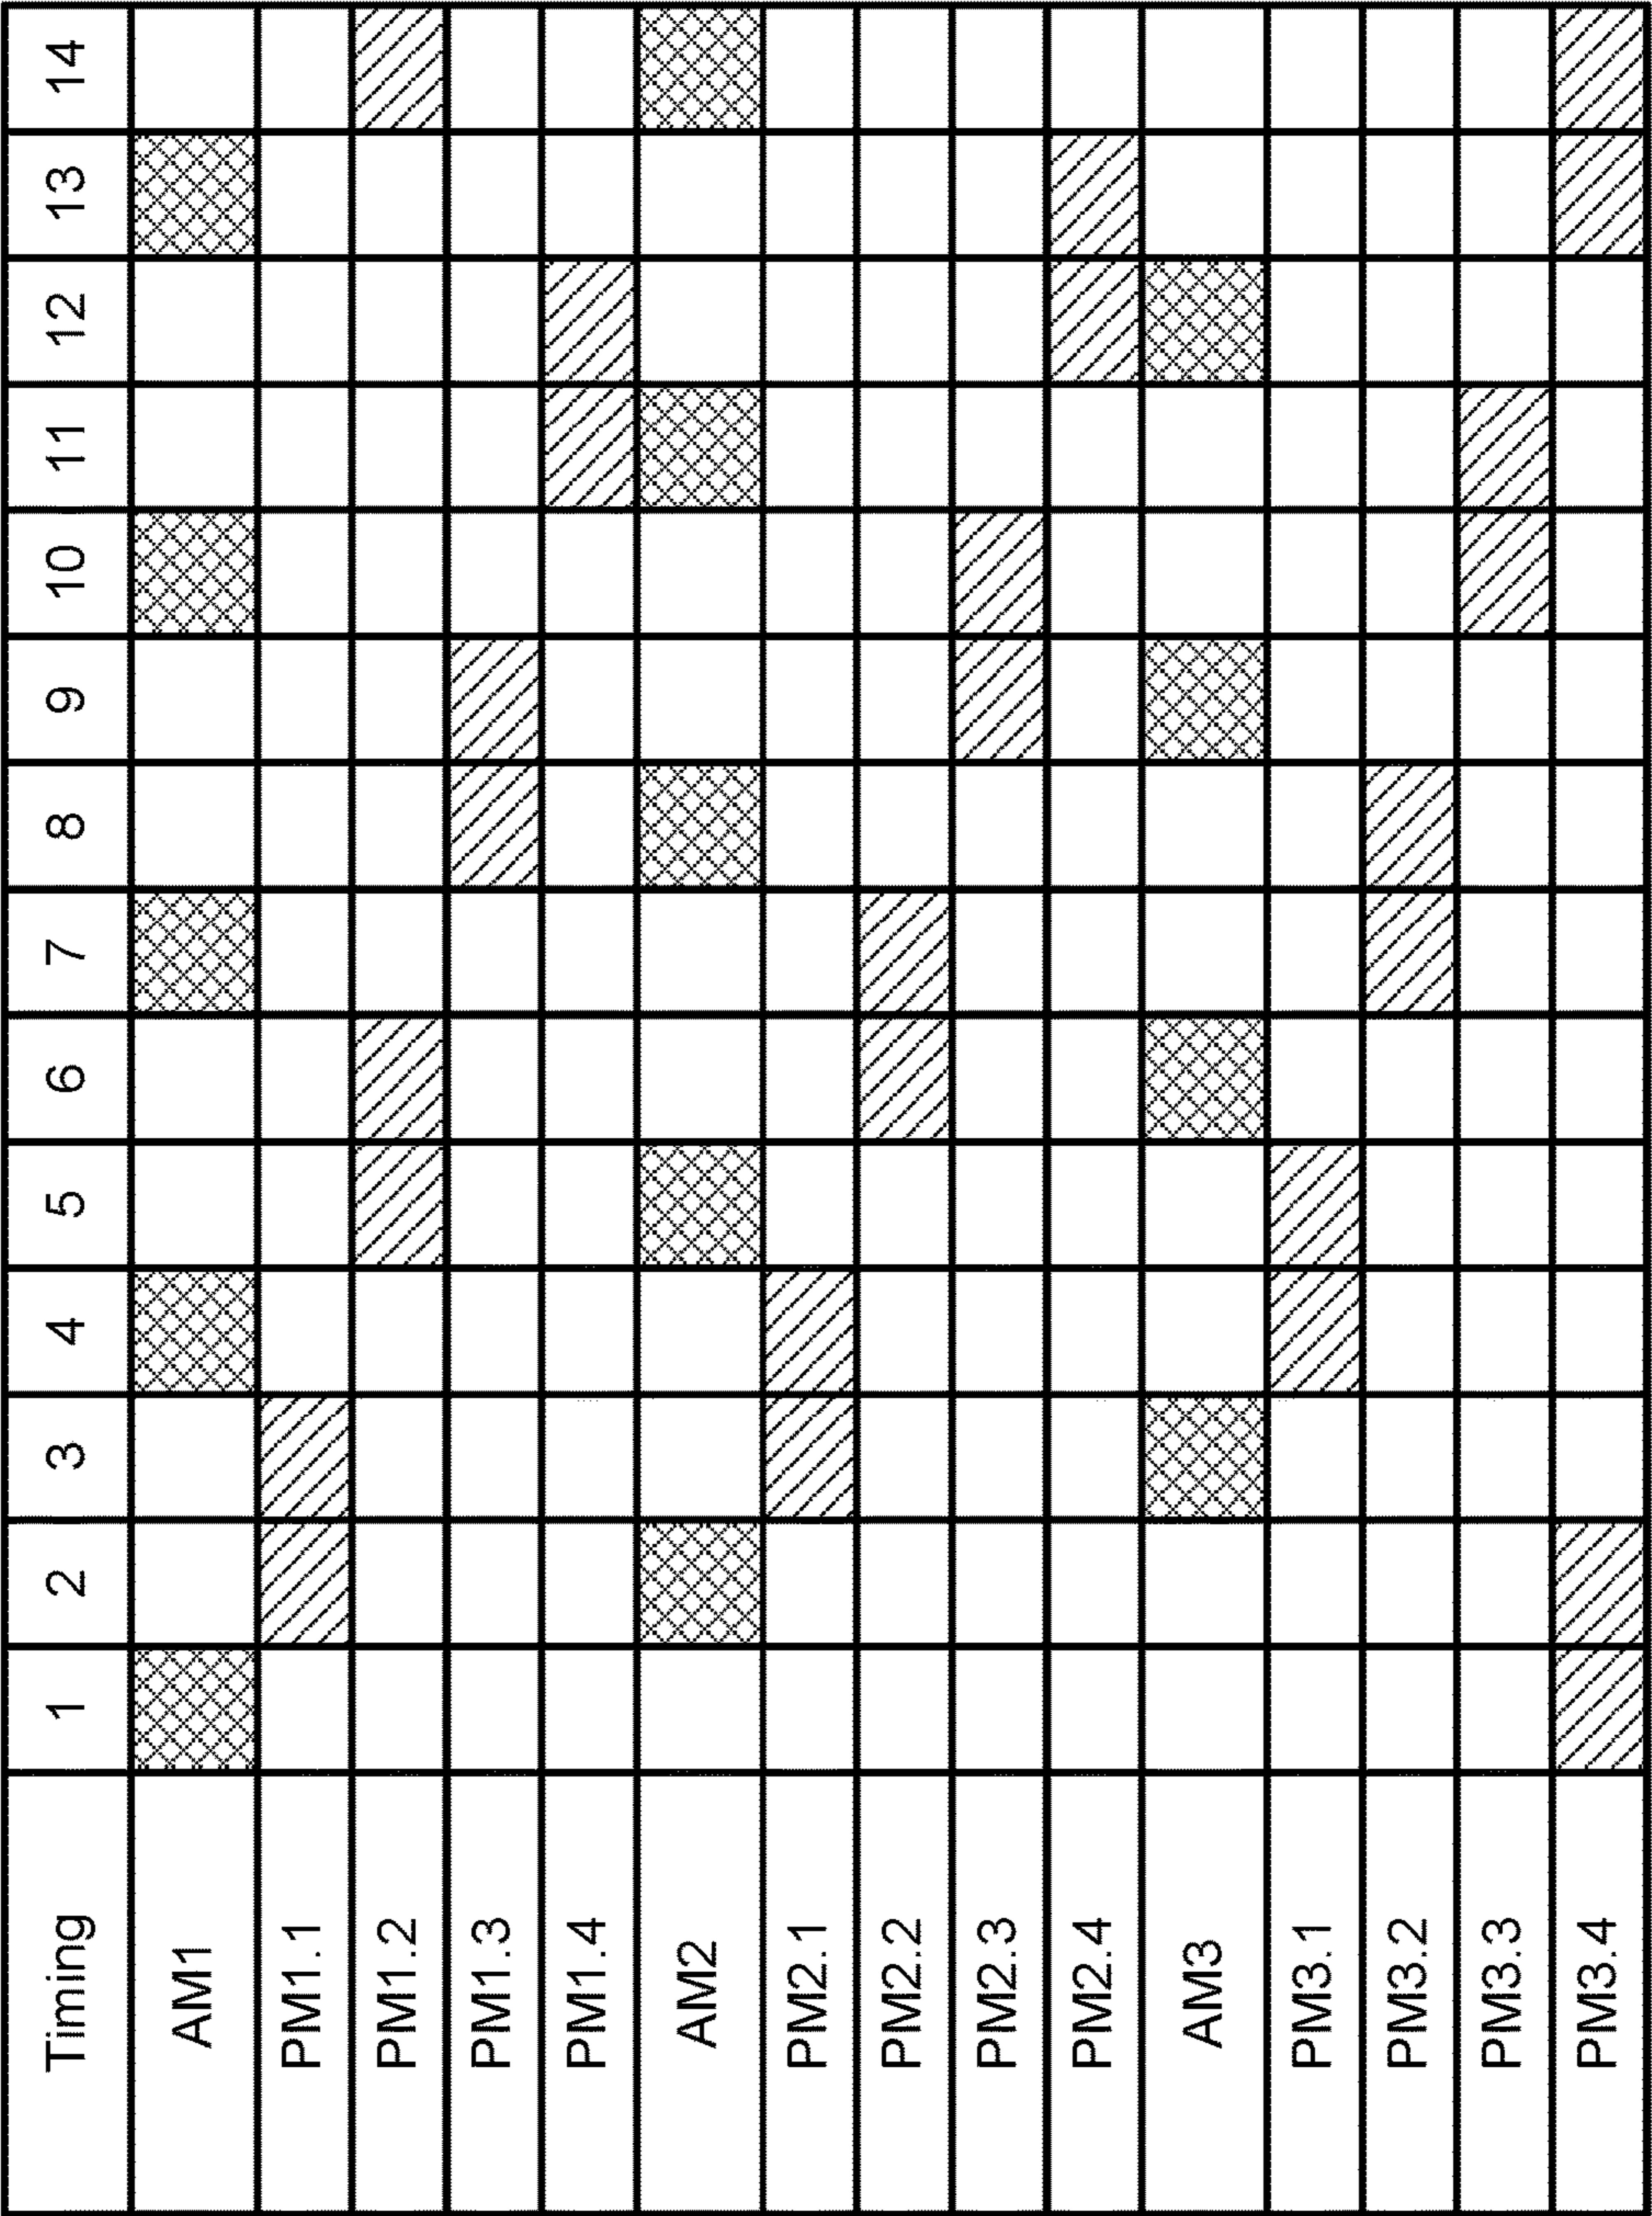 Timing 1 2 3 4 5 6 7 8 9 10 11 12 13 14
AM1
PM1.1
PM1.2
PM1.3
PM1.4
AM2
PM2.1
PM2.2
PM2.3
PM2.4
AM3
PM3.1
PM3.2
PM3.3
PM3.4